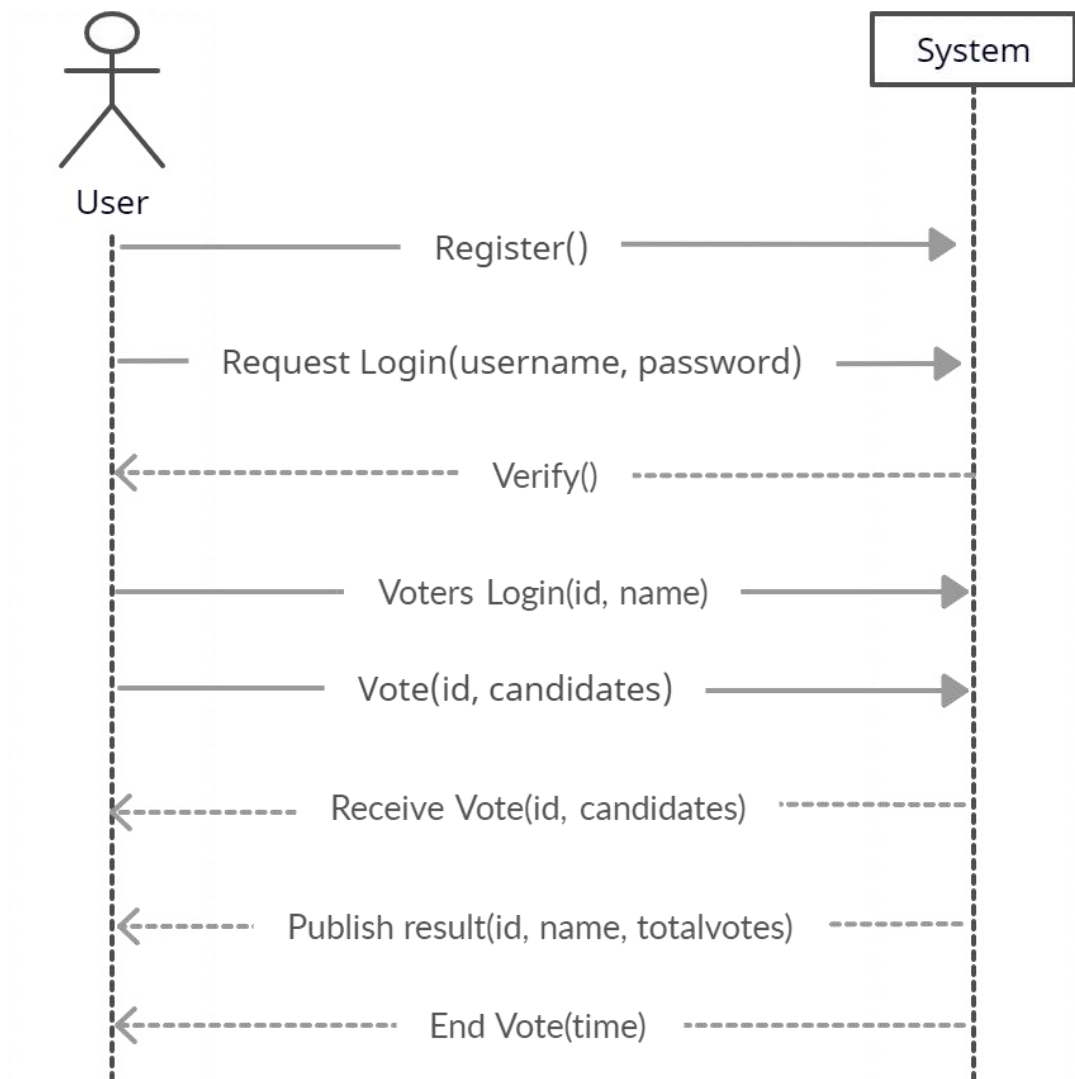 System
User
Register()
Request Login(username, password)
Verify()
Voters Login(id, name)
Vote(id, candidates)
Receive Vote(id, candidates)
Publish result(id, name, totalvotes)
End Vote(time)